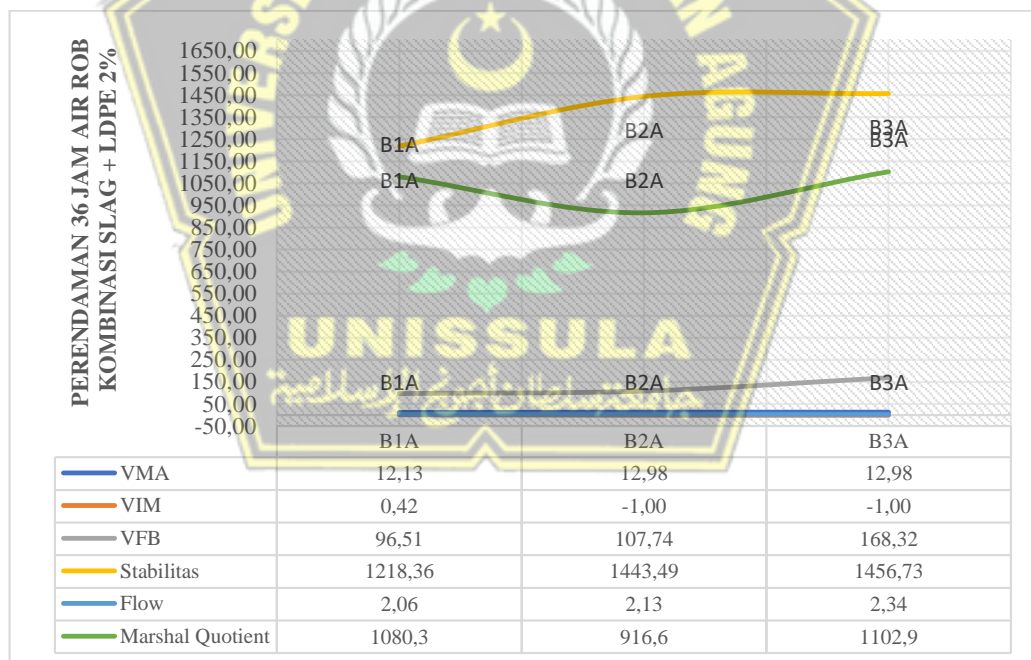 PERENDAMAN 36 JAM AIR ROB
KOMBINASI SLAG + LDPE 2%
1650,00
1550,00
1450,00
1350,00
1250,00
1150,00
1050,00
950,00
850,00
750,00
650,00
550,00
450,00
350,00
250,00
150,00
50,00
-50,00
B1A
B2A
B3A
B3A
B1A
B2A
B1A
B2A
B3A
AGUNG
UNISSULA
B1A B2A B3A
VMA 12,13 12,98 12,98
VIM 0,42 -1,00 -1,00
VFB 96,51 107,74 168,32
Stabilitas 1218,36 1443,49 1456,73
Flow 2,06 2,13 2,34
Marshal Quotient 1080,3 916,6 1102,9